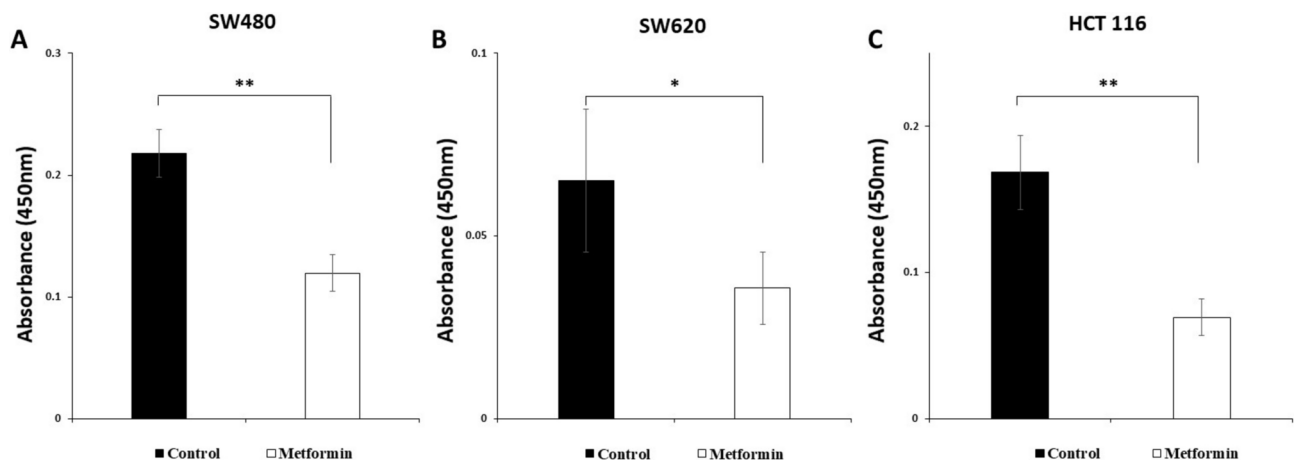 A
SW480
Absorbance (450nm)
0.3
0.2
0.1
0
**
Control
Metformin
B
SW620
Absorbance (450nm)
0.1
0.05
0
*
Control
Metformin
C
HCT 116
Absorbance (450nm)
0.2
0.1
0
**
Control
Metformin